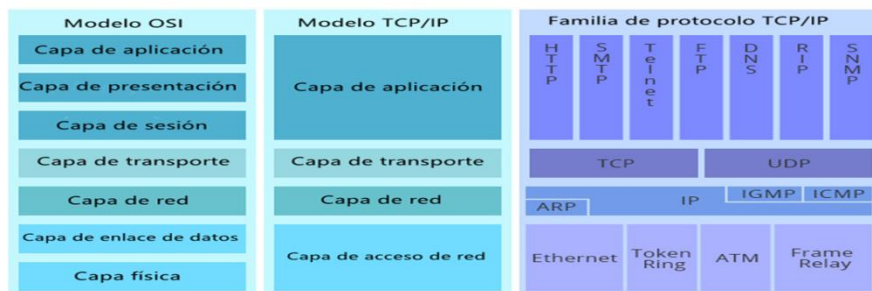 Modelo OSI
Capa de aplicación
Capa de presentación
Capa de sesión
Capa de transporte
Capa de red
Capa de enlace de datos
Capa física
Modelo TCP/IP
Capa de aplicación
Capa de transporte
Capa de red
Capa de acceso de red
Familia de protocolo TCP/IP
HTTP
SMTP
Telnet
FTP
DNS
RIP
SNMP
TCP
UDP
ARP
IP
IGMP
ICMP
Ethernet
Token
Ring
ATM
Frame
Relay